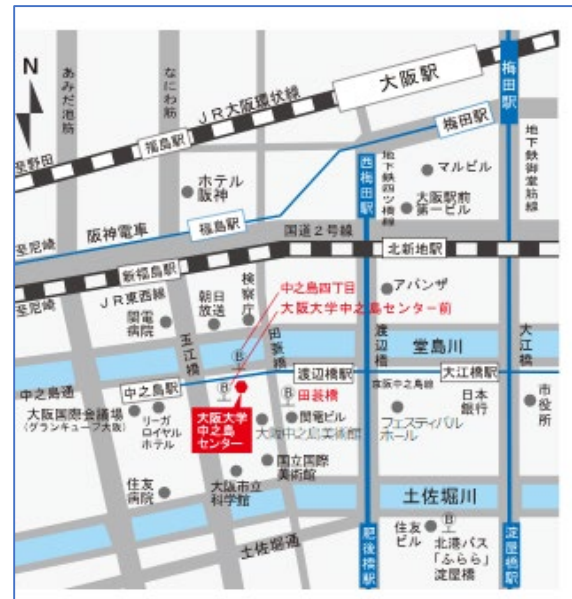 N
あみだ池筋
なにわ筋
JR大阪環状線
大阪駅
梅田駅
福島駅
至野田
梅田駅
地下鉄御堂筋線
西梅田駅
地下鉄四ツ橋線
マルビル
大阪駅前
第一ビル
ホテル
阪神
阪神電車
福島駅
国道2号線
至尼崎
北新地駅
新福島駅
至尼崎
JR東西線
関電
病院
朝日
放送
検察庁
中之島四丁目
大阪大学中之島センター前
アバンザ
玉江橋
田蓑橋
渡辺橋
堂島川
大江橋
中之島通
中之島駅
渡辺橋駅
大江橋駅
大阪国際会議場
(グランキューブ大阪)
リーガ
ロイヤル
ホテル
大阪大学
中之島
センター
田蓑橋
関電ビル
大阪中之島美術館
京阪中之島線
フェスティバル
ホール
日本
銀行
市役所
国立国際
美術館
住友
病院
大阪市立
科学館
土佐堀川
土佐堀通
肥後橋駅
住友
ビル
北港バス
「ふらら」
淀屋橋
淀屋橋駅
B
B
B
B